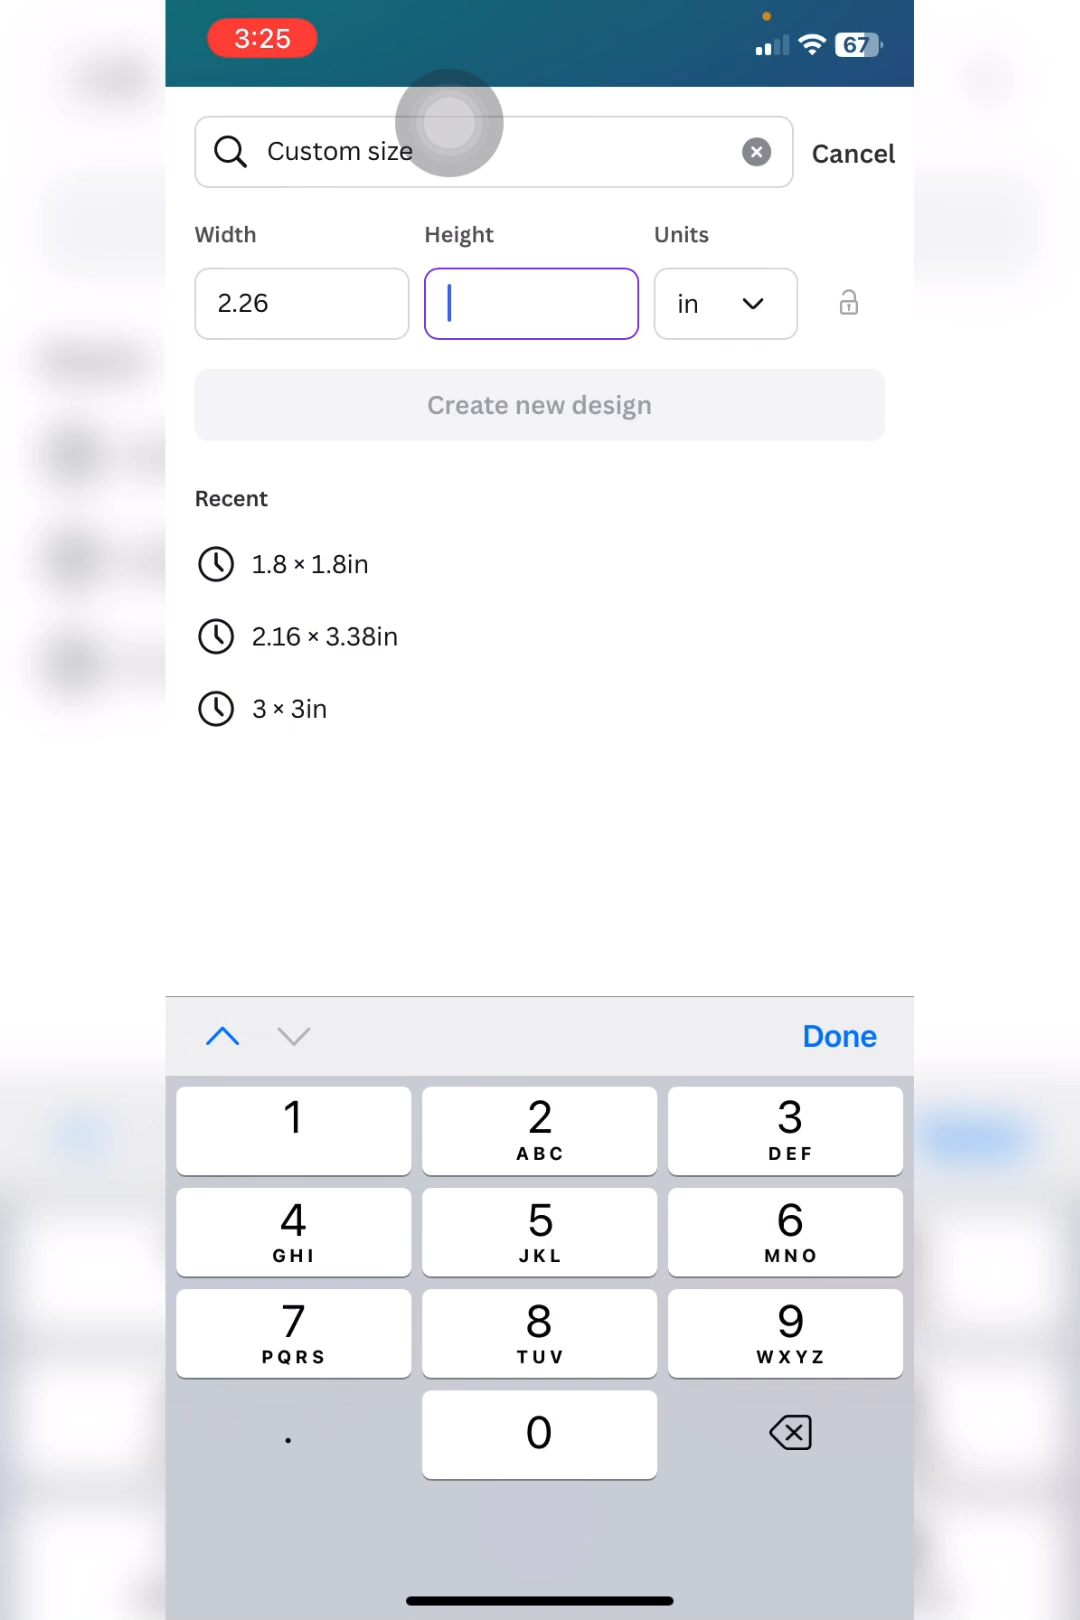 3:25
67
Custom size
Cancel
Width Height Units
2.26 in
Create new design
Recent
1.8 × 1.8in
2.16 × 3.38in
3 × 3in
Done
1 2 3
ABC DEF
4 5 6
GHI JKL MNO
7 8 9
PQRS TUV WXYZ
. 0